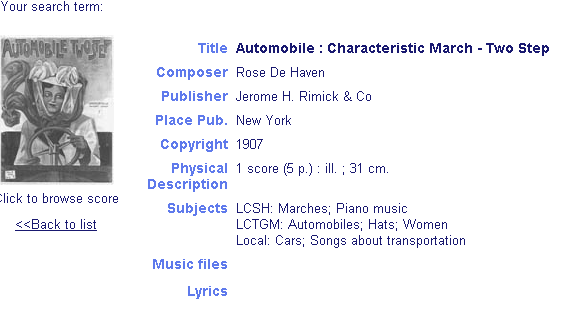 Your search term:
AUTOMOBILE TWO STEP
Title Automobile : Characteristic March - Two Step
Composer Rose De Haven
Publisher Jerome H. Rimick & Co
Place Pub. New York
Copyright 1907
Physical Description 1 score (5 p.) : ill. ; 31 cm.
Click to browse score
<<Back to list
Subjects LCSH: Marches; Piano music
LCTGM: Automobiles; Hats; Women
Local: Cars; Songs about transportation
Music files
Lyrics